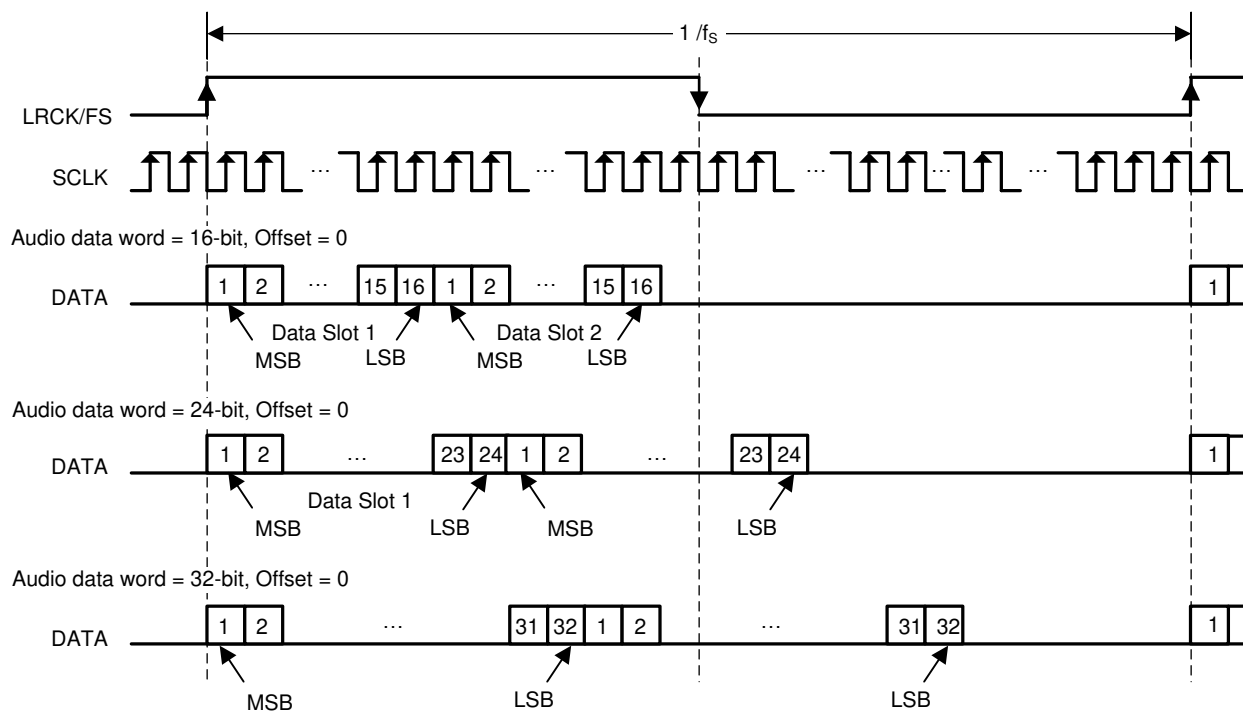 1 /fS
LRCK/FS
SCLK ... ... ... ... ...
Audio data word = 16-bit, Offset = 0
DATA 1 2 ... 15 16 1 2 ... 15 16 1
Data Slot 1 Data Slot 2
MSB LSB MSB LSB
Audio data word = 24-bit, Offset = 0
DATA 1 2 ... 23 24 1 2 ... 23 24 1
Data Slot 1
MSB LSB MSB LSB
Audio data word = 32-bit, Offset = 0
DATA 1 2 ... 31 32 1 2 ... 31 32 1
MSB LSB LSB